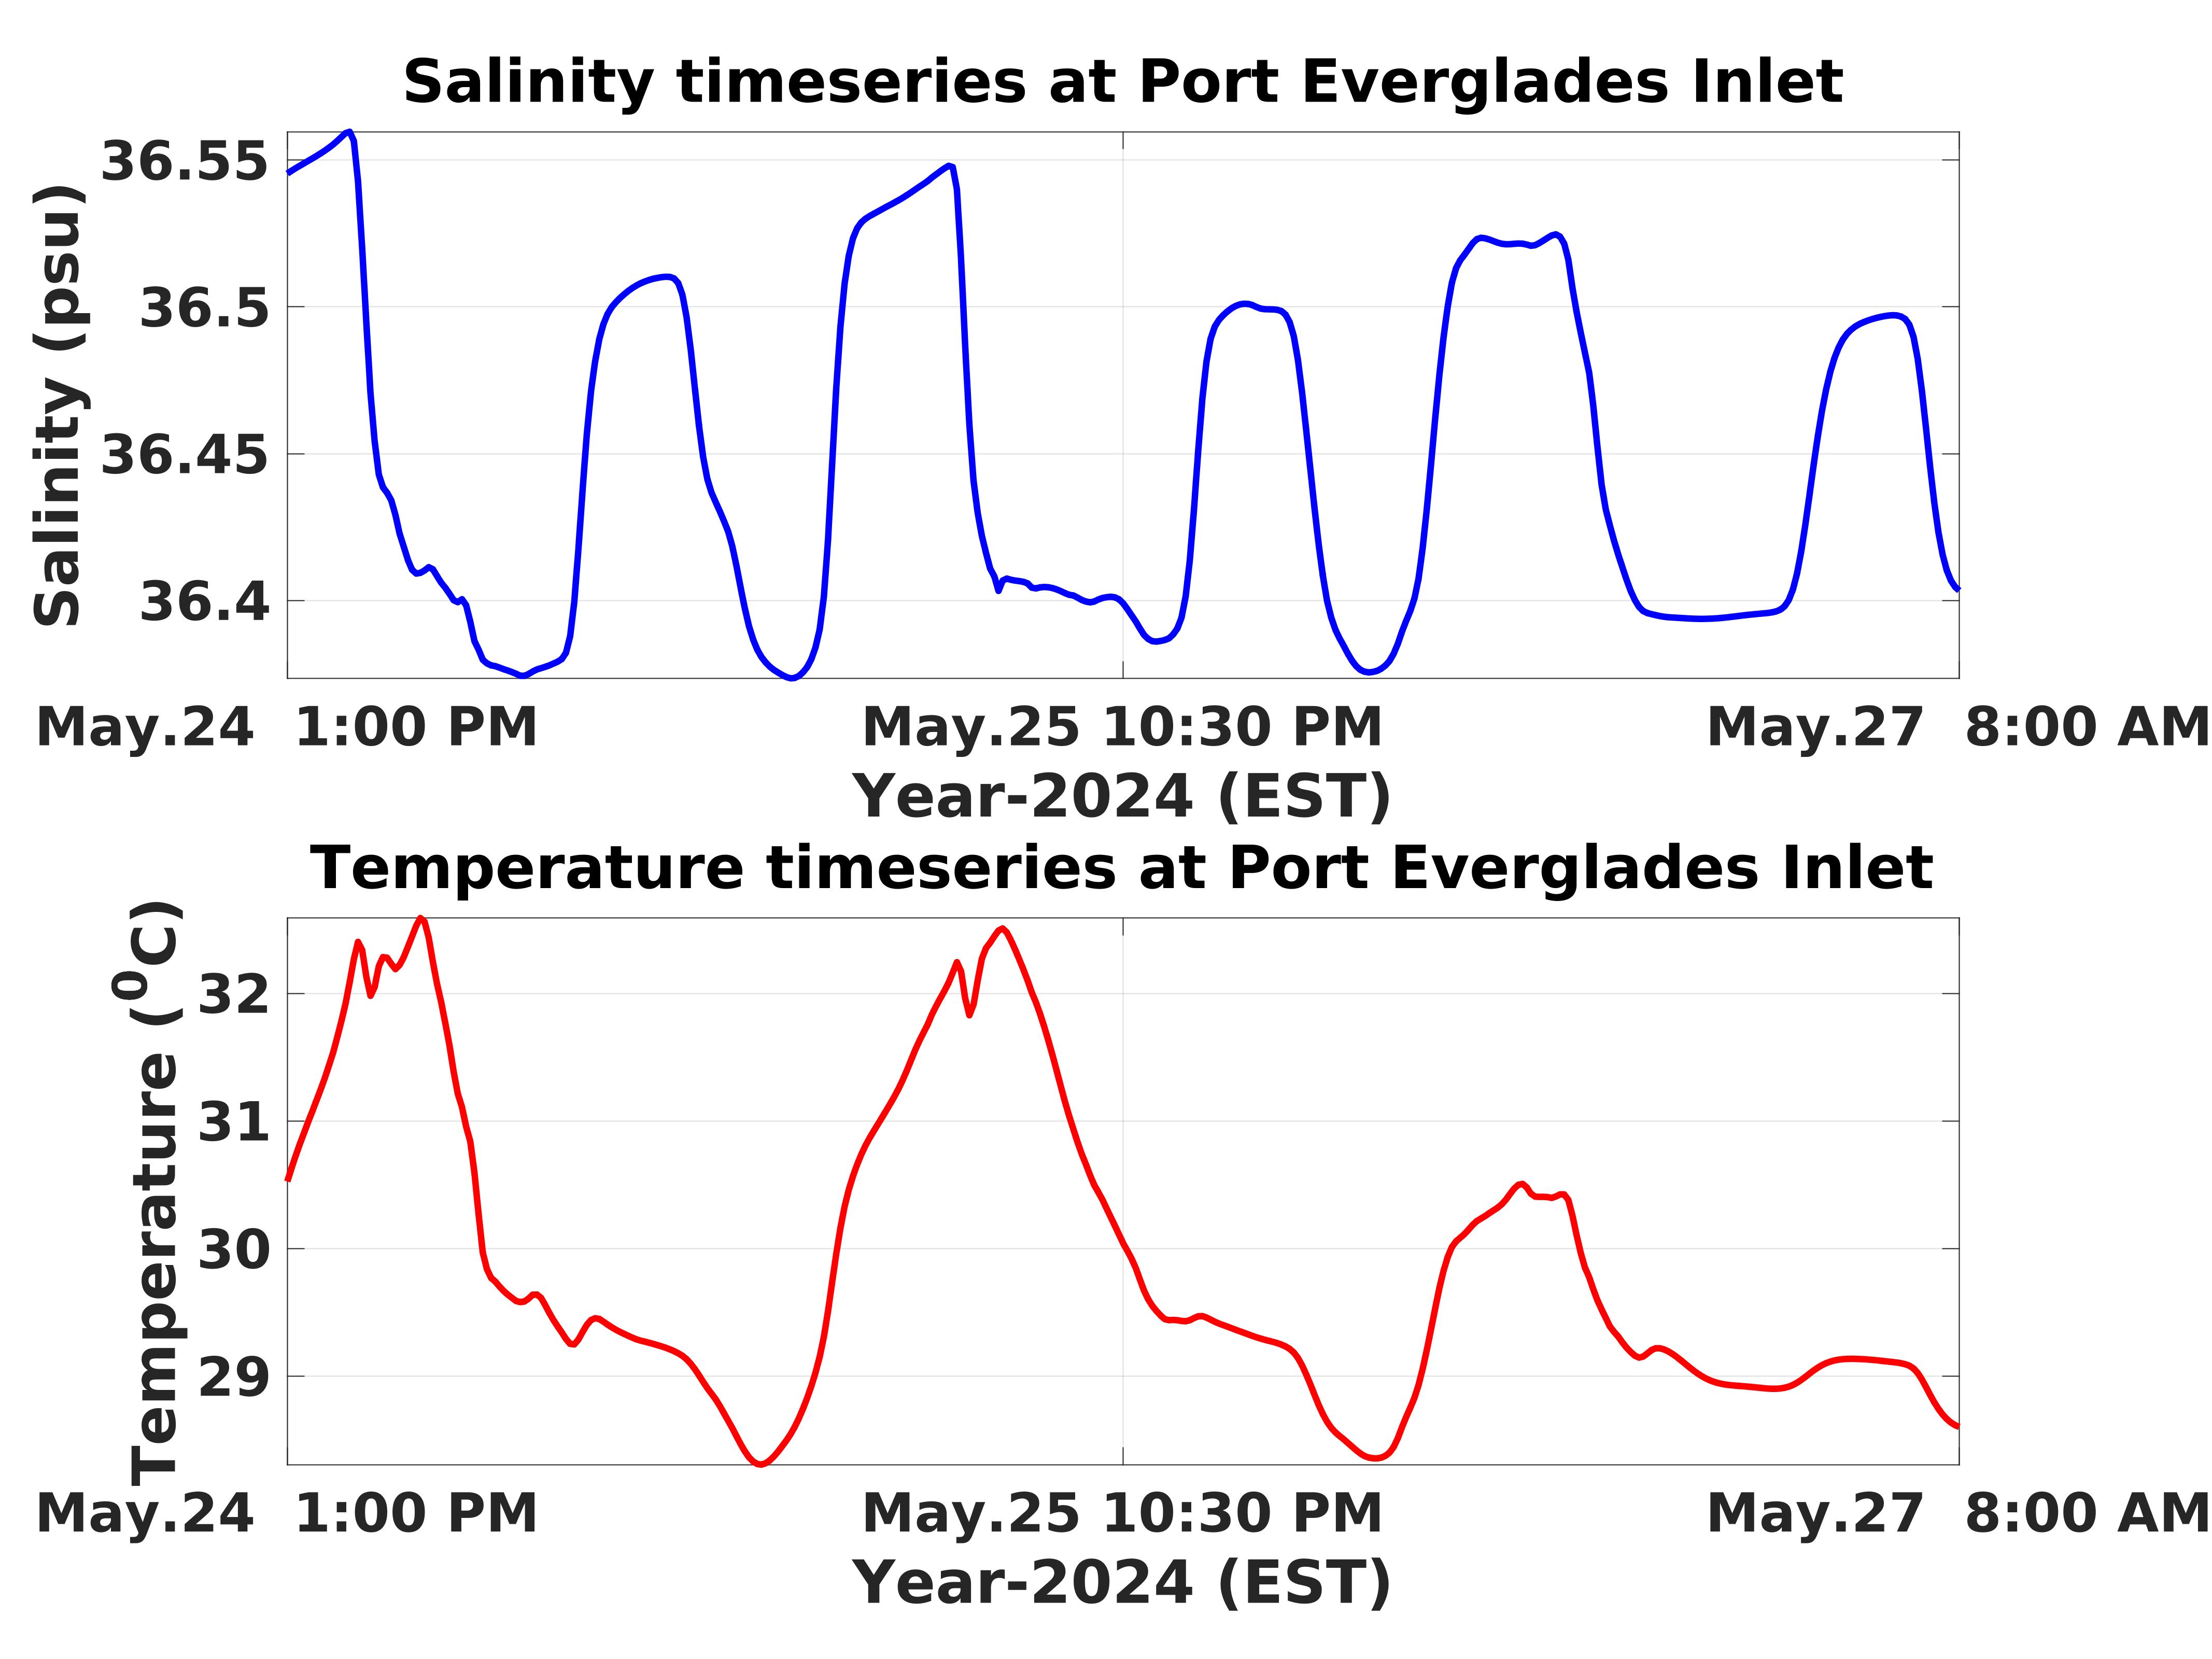 Salinity timeseries at Port Everglades Inlet
Salinity (psu)
36.55
36.5
36.45
36.4
May.24 1:00 PM May.25 10:30 PM May.27 8:00 AM
Year-2024 (EST)
Temperature timeseries at Port Everglades Inlet
Temperature (⁰C)
32
31
30
29
May.24 1:00 PM May.25 10:30 PM May.27 8:00 AM
Year-2024 (EST)